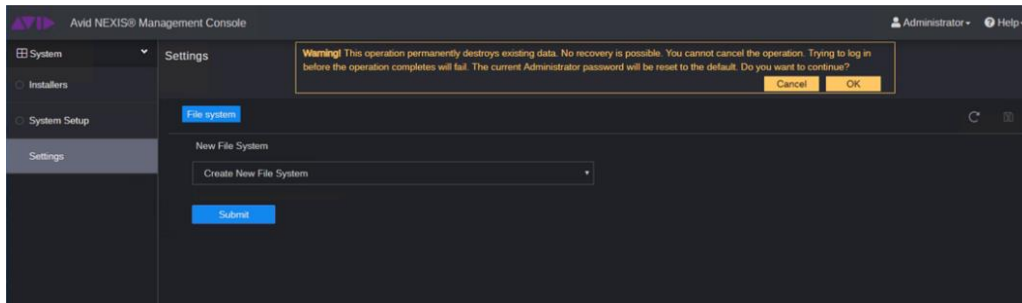 AVID Avid NEXIS® Management Console Administrator Help
System
Settings
Warning! This operation permanently destroys existing data. No recovery is possible. You cannot cancel the operation. Trying to log in
before the operation completes will fail. The current Administrator password will be reset to the default. Do you want to continue?
Cancel OK
Installers
System Setup
File system
Settings
New File System
Create New File System
Submit